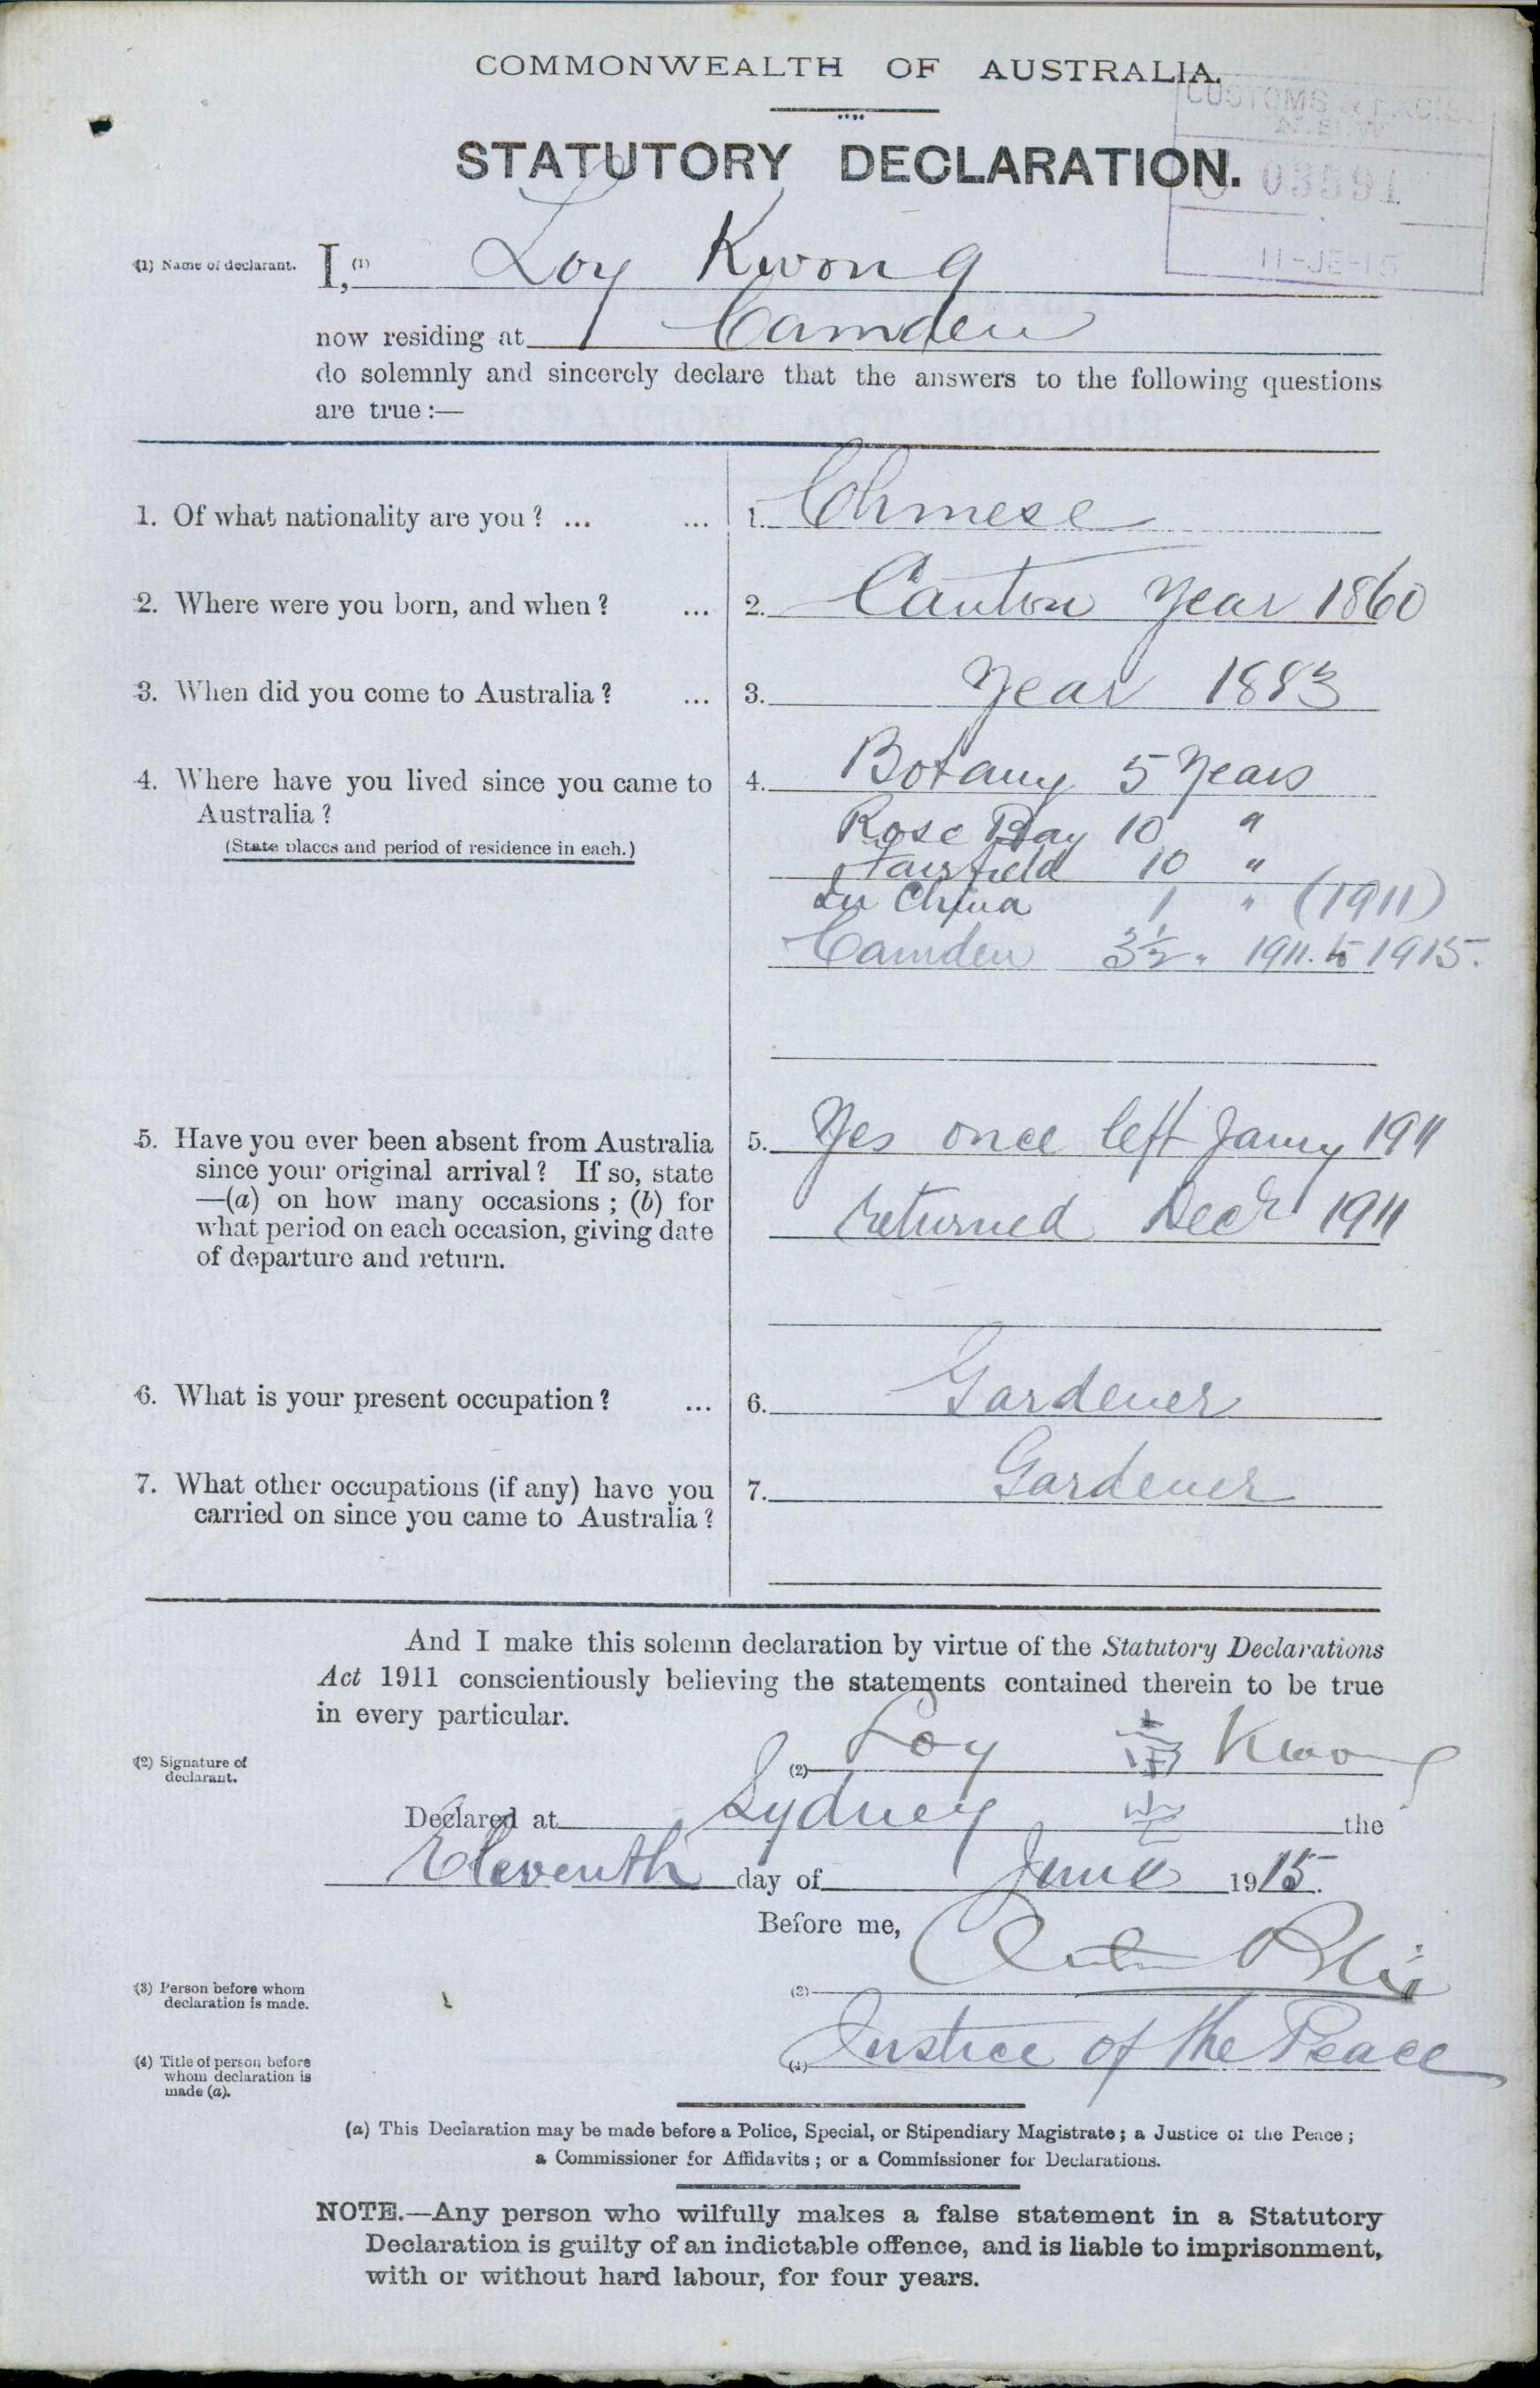 COMMONWEALTH OF AUSTRALIA.
CUSTOMS & EXCISE
N.S.W.
03591
11-JE-15
STATUTORY DECLARATION.
(1) Name of declarant. I, (1) Loy Kwong
now residing at Camden
do solemnly and sincerely declare that the answers to the following questions
are true:—
1. Of what nationality are you? ... ... 1. Chinese
2. Where were you born, and when? ... 2. Canton Year 1860
3. When did you come to Australia? ... 3. Year 1883
4. Where have you lived since you came to 4. Botany 5 Years
Australia? Rose Bay 10 "
(State places and period of residence in each.) Fairfield 10 "
In China 1 " (1911)
Camden 3½ " 1911. to 1915.
5. Have you ever been absent from Australia 5. Yes once left Jany 1911
since your original arrival? If so, state
—(a) on how many occasions; (b) for
what period on each occasion, giving date returned Decr 1911
of departure and return.
6. What is your present occupation? ... 6. Gardener
7. What other occupations (if any) have you 7. Gardener
carried on since you came to Australia?
And I make this solemn declaration by virtue of the Statutory Declarations
Act 1911 conscientiously believing the statements contained therein to be true
in every particular.
(2) Signature of
declarant.
(2) Loy Kwong
Declared at Sydney the
Eleventh day of June 1915.
Before me,
(3) Person before whom
declaration is made.
(3)
(4) Title of person before
whom declaration is
made (a).
(4) Justice of the Peace
(a) This Declaration may be made before a Police, Special, or Stipendiary Magistrate; a Justice of the Peace;
a Commissioner for Affidavits; or a Commissioner for Declarations.
NOTE.—Any person who wilfully makes a false statement in a Statutory
Declaration is guilty of an indictable offence, and is liable to imprisonment,
with or without hard labour, for four years.